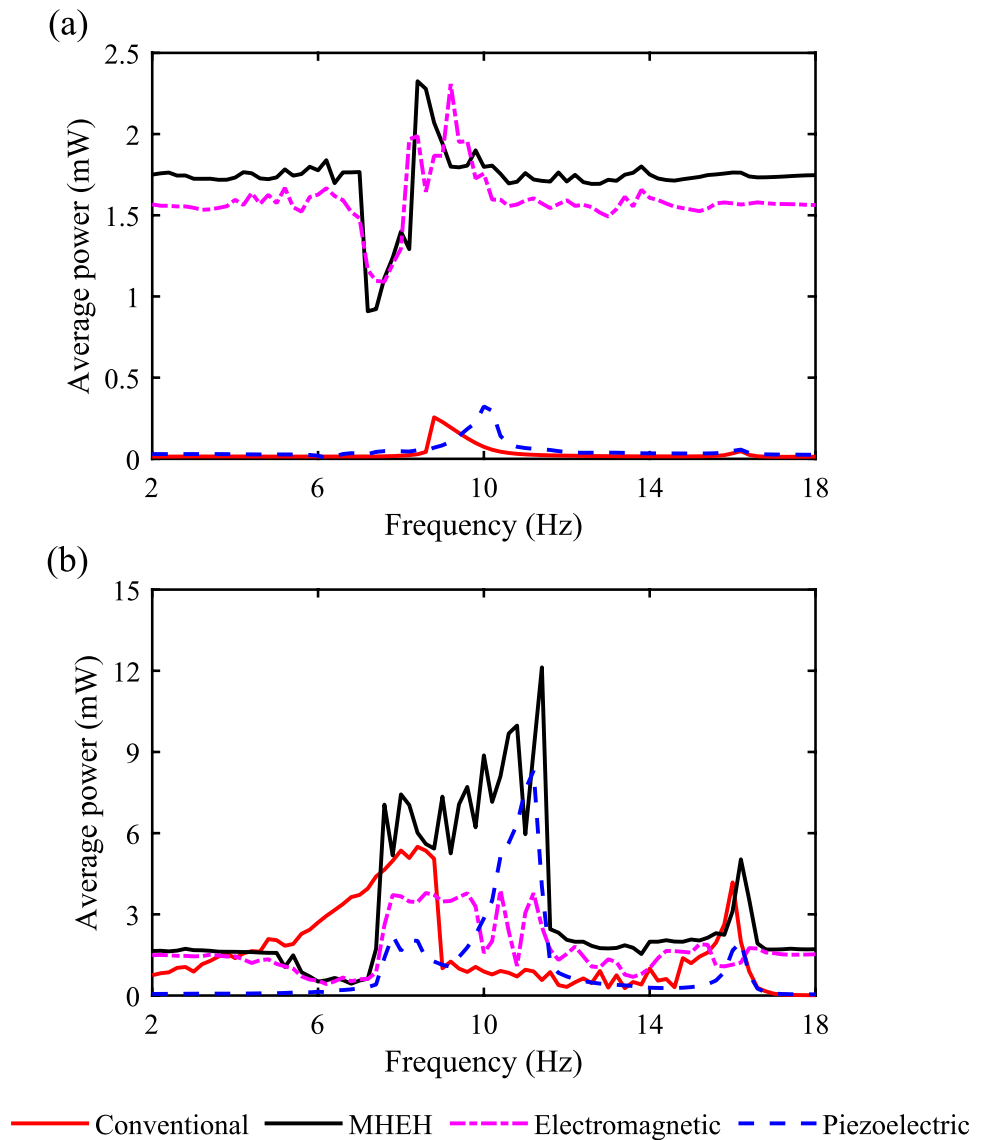 (a)
2.5
2
1.5
1
0.5
0
Average power (mW)
2 6 10 14 18
Frequency (Hz)
(b)
15
12
9
6
3
0
Average power (mW)
2 6 10 14 18
Frequency (Hz)
Conventional MHEH Electromagnetic Piezoelectric